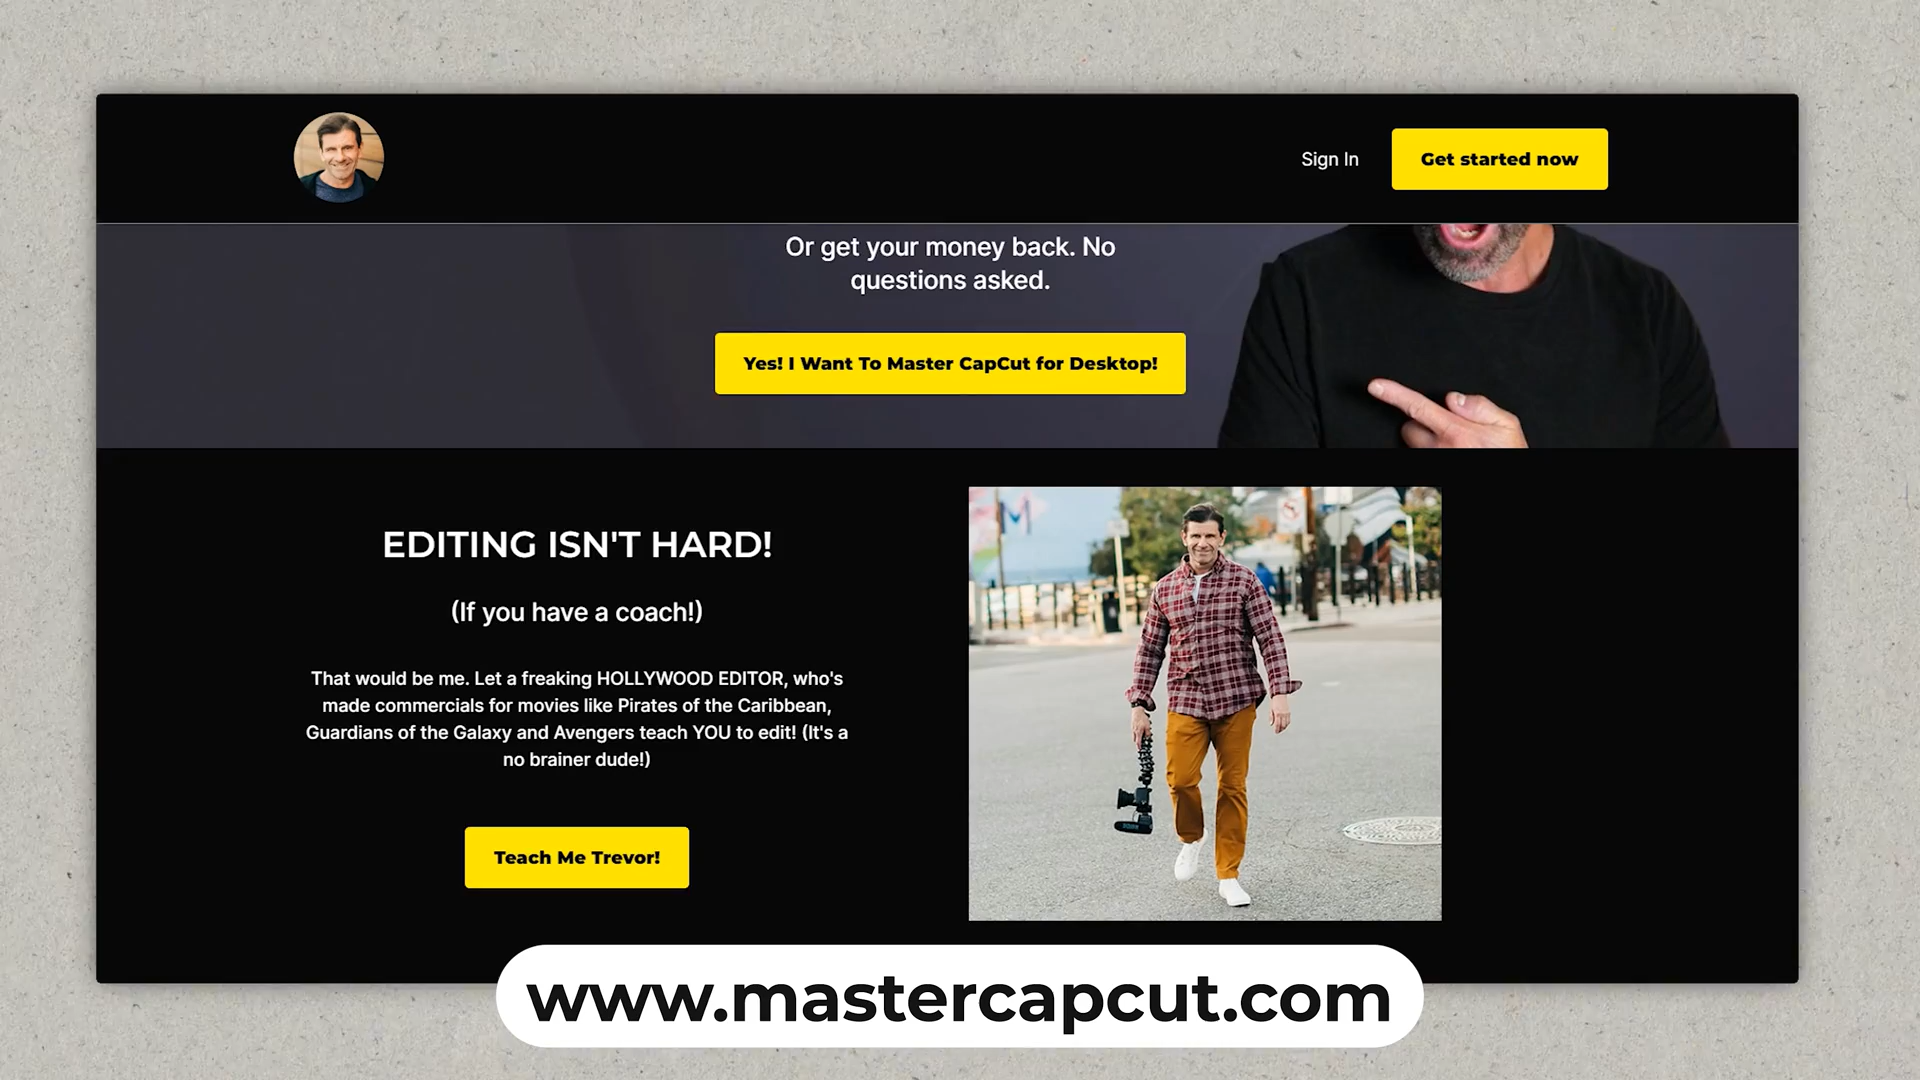 Sign In
Get started now
Or get your money back. No
questions asked.
Yes! I Want To Master CapCut for Desktop!
EDITING ISN'T HARD!
(If you have a coach!)
That would be me. Let a freaking HOLLYWOOD EDITOR, who's
made commercials for movies like Pirates of the Caribbean,
Guardians of the Galaxy and Avengers teach YOU to edit! (It's a
no brainer dude!)
Teach Me Trevor!
www.mastercapcut.com